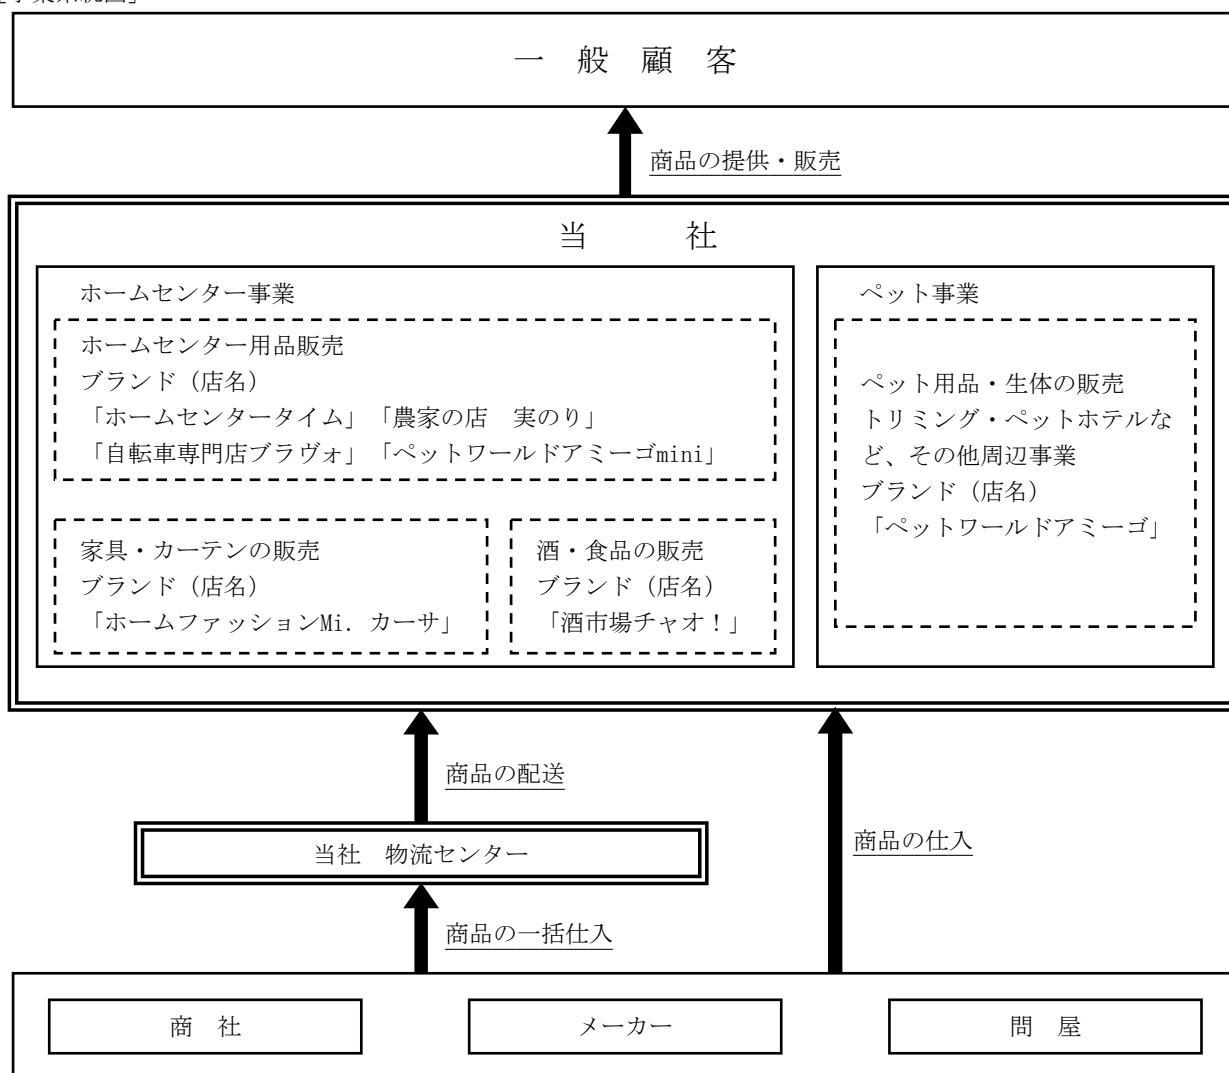 ［事業系統図］
一　般　顧　客
商品の提供・販売
当　　　社
ホームセンター事業
ホームセンター用品販売
ブランド（店名）
「ホームセンタータイム」「農家の店　実のり」
「自転車専門店ブラヴォ」「ペットワールドアミーゴmini」
家具・カーテンの販売
ブランド（店名）
「ホームファッションMi. カーサ」
酒・食品の販売
ブランド（店名）
「酒市場チャオ！」
ペット事業
ペット用品・生体の販売
トリミング・ペットホテルな
ど、その他周辺事業
ブランド（店名）
「ペットワールドアミーゴ」
商品の配送
当社　物流センター
商品の仕入
商品の一括仕入
商　社
メーカー
問　屋